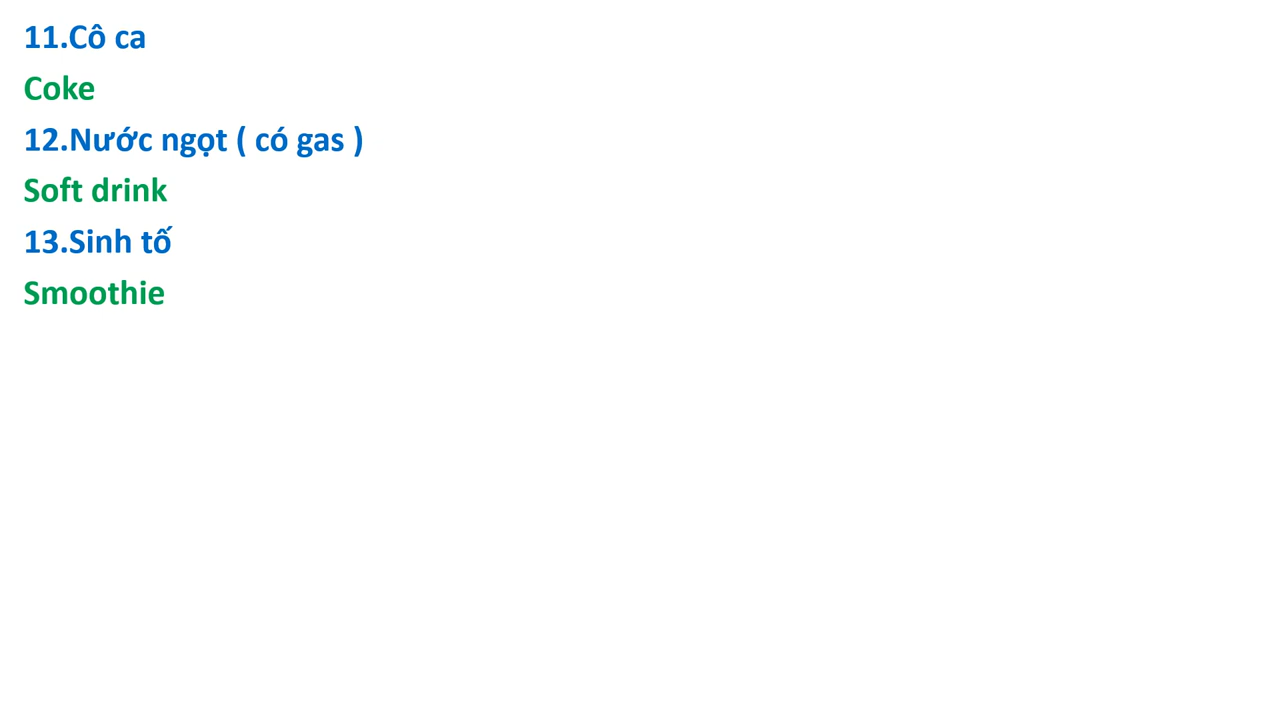 11.Cô ca
Coke
12.Nước ngọt ( có gas )
Soft drink
13.Sinh tố
Smoothie